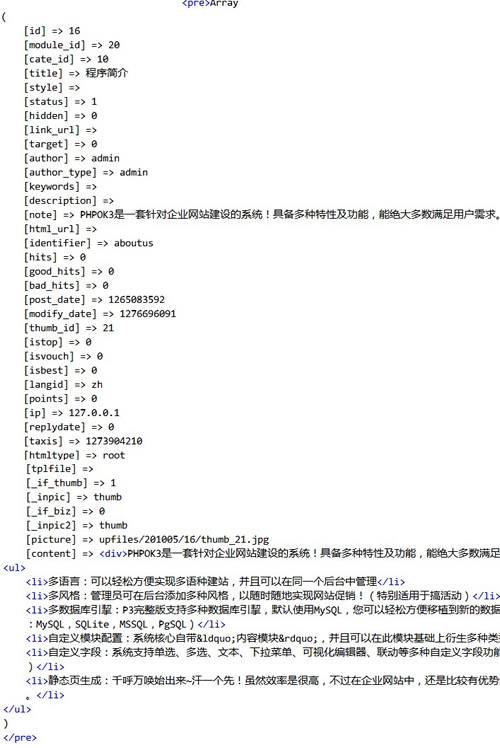 <pre>Array
(
[id] => 16
[module_id] => 20
[cate_id] => 10
[title] => 程序简介
[style] =>
[status] => 1
[hidden] => 0
[link_url] =>
[target] => 0
[author] => admin
[author_type] => admin
[keywords] =>
[description] =>
[note] => PHPOK3是一套针对企业网站建设的系统！具备多种特性及功能，能绝大多数满足用户需求。
[html_url] =>
[identifier] => aboutus
[hits] => 0
[good_hits] => 0
[bad_hits] => 0
[post_date] => 1265083592
[modify_date] => 1276696091
[thumb_id] => 21
[istop] => 0
[isvouch] => 0
[isbest] => 0
[langid] => zh
[points] => 0
[ip] => 127.0.0.1
[replydate] => 0
[taxis] => 1273904210
[htmltype] => root
[tplfile] =>
[_if_thumb] => 1
[_inpic] => thumb
[_if_biz] => 0
[_inpic2] => thumb
[picture] => upfiles/201005/16/thumb_21.jpg
[content] => <div>PHPOK3是一套针对企业网站建设的系统！具备多种特性及功能，能绝大多数满足
<ul>
<li>多语言：可以轻松方便实现多语种建站，并且可以在同一个后台中管理</li>
<li>多风格：管理员可在后台添加多种风格，以随时随地实现网站促销！（特别适用于搞活动）</li>
<li>多数据库引擎：P3完整版支持多种数据库引擎，默认使用MySQL，您可以轻松方便移植到新的数据
：MySQL，SQLite，MSSQL，PgSQL）</li>
<li>自定义模块配置：系统核心自带&ldquo;内容模块&rdquo;，并且可以在此模块基础上衍生多种类
<li>自定义字段：系统支持单选、多选、文本、下拉菜单、可视化编辑器、联动等多种自定义字段功能
）</li>
<li>静态页生成：千呼万唤始出来~汗一个先！虽然效率是很高，不过在企业网站中，还是比较有优势
。</li>
</ul>
)
</pre>